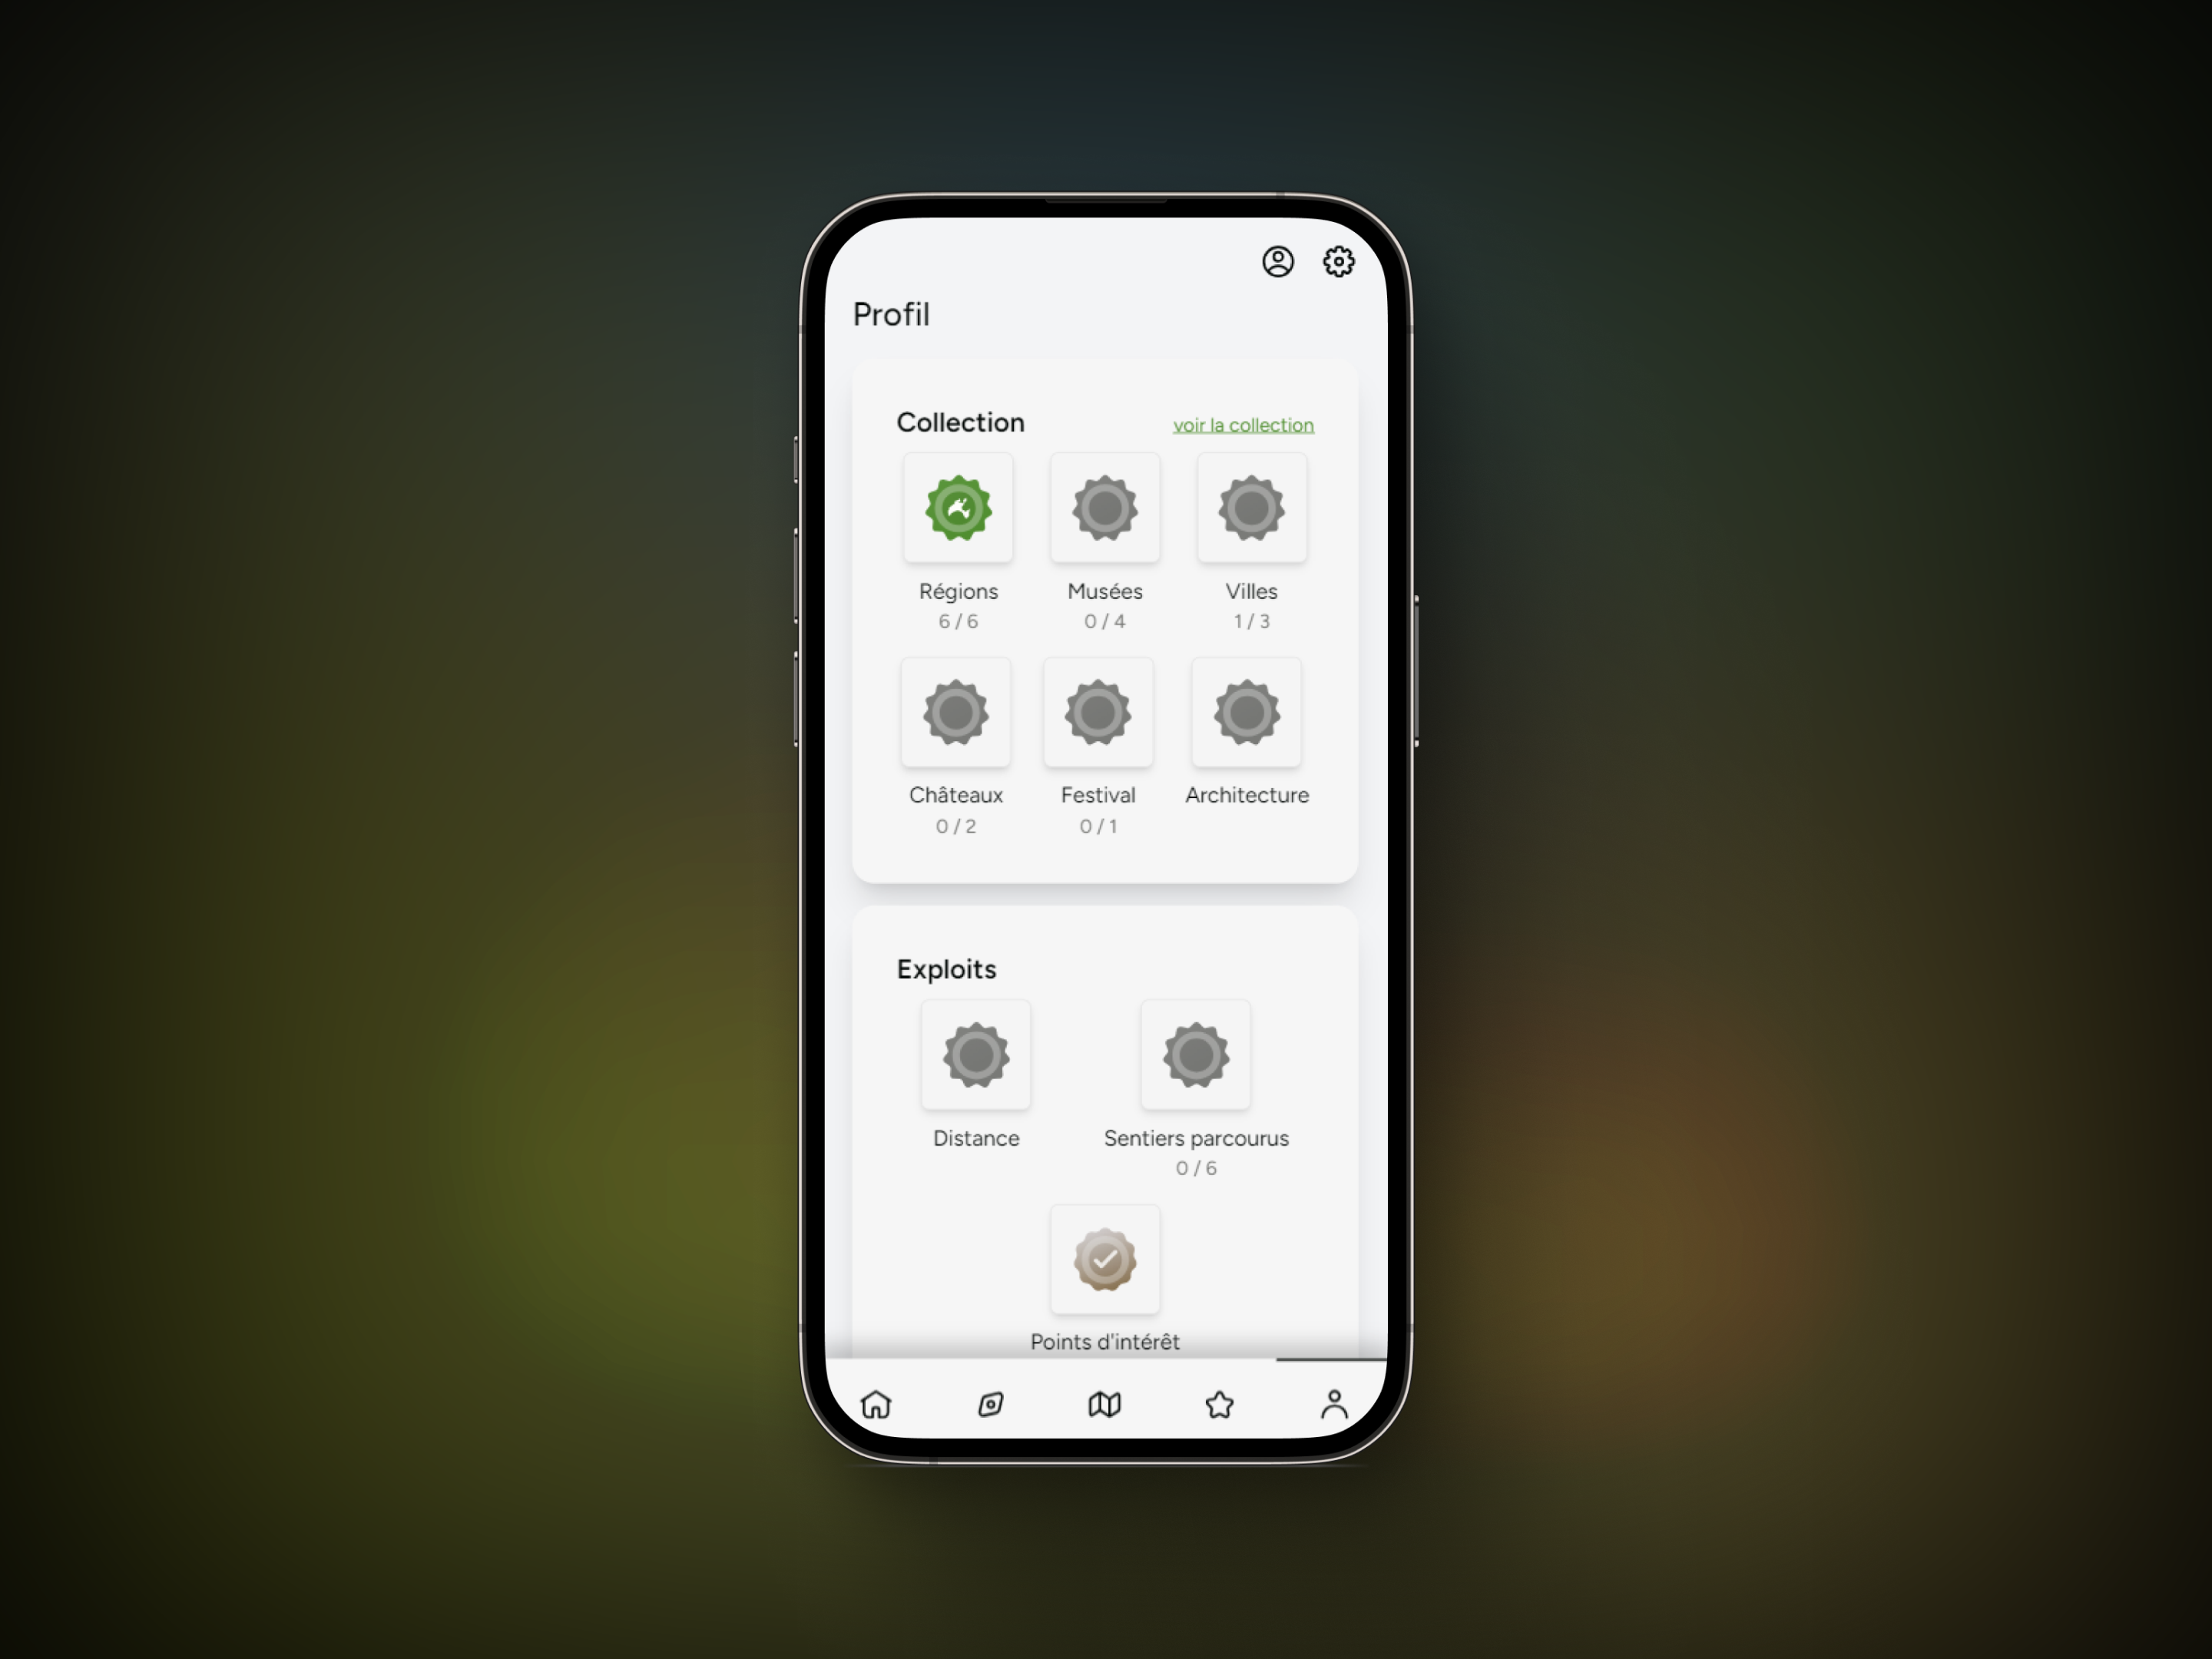 Profil
Collection
voir la collection
Régions
Musées
Villes
6 / 6
0 / 4
1 / 3
Châteaux
Festival
Architecture
0 / 2
0 / 1
Exploits
Distance
Sentiers parcourus
0 / 6
Points d'intérêt